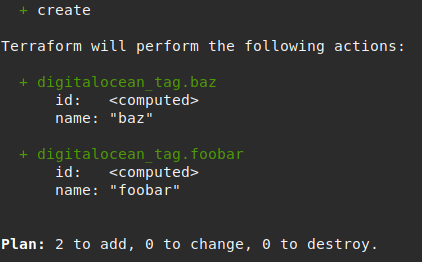 + create
Terraform will perform the following actions:
+ digitalocean_tag.baz
id: <computed>
name: "baz"
+ digitalocean_tag.foobar
id: <computed>
name: "foobar"
Plan: 2 to add, 0 to change, 0 to destroy.